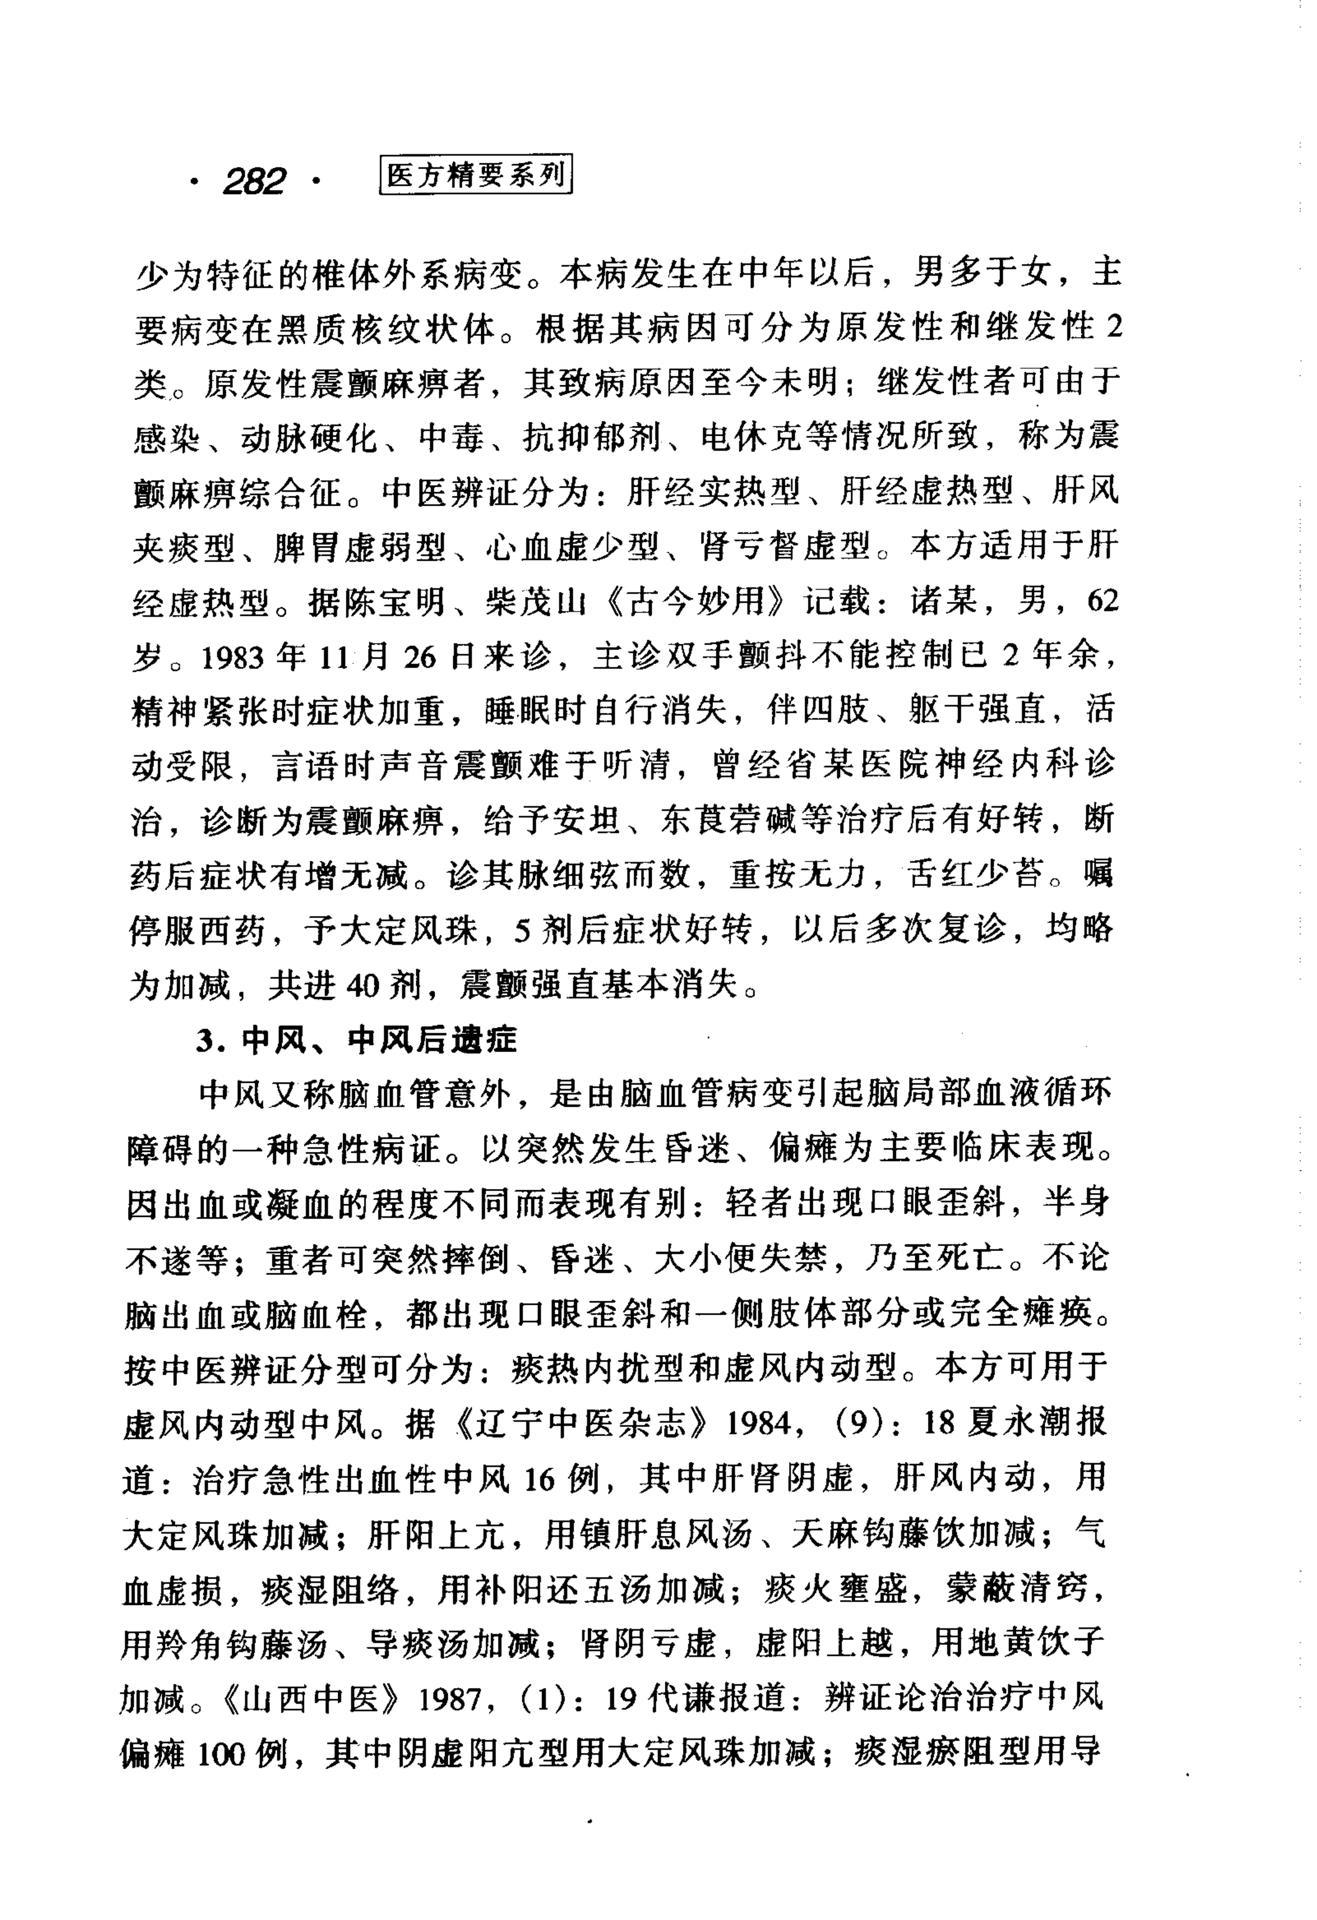 · 282 · 医方精要系列
少为特征的椎体外系病变。本病发生在中年以后，男多于女，主
要病变在黑质核纹状体。根据其病因可分为原发性和继发性 2
类。原发性震颤麻痹者，其致病原因至今未明；继发性者可由于
感染、动脉硬化、中毒、抗抑郁剂、电休克等情况所致，称为震
颤麻痹综合征。中医辨证分为：肝经实热型、肝经虚热型、肝风
夹痰型、脾胃虚弱型、心血虚少型、肾亏督虚型。本方适用于肝
经虚热型。据陈宝明、柴茂山《古今妙用》记载：诸某，男，62
岁。1983 年 11 月 26 日来诊，主诊双手颤抖不能控制已 2 年余，
精神紧张时症状加重，睡眠时自行消失，伴四肢、躯干强直，活
动受限，言语时声音震颤难于听清，曾经省某医院神经内科诊
治，诊断为震颤麻痹，给予安坦、东莨菪碱等治疗后有好转，断
药后症状有增无减。诊其脉细弦而数，重按无力，舌红少苔。嘱
停服西药，予大定风珠，5 剂后症状好转，以后多次复诊，均略
为加减，共进 40 剂，震颤强直基本消失。
3. 中风、中风后遗症
中风又称脑血管意外，是由脑血管病变引起脑局部血液循环
障碍的一种急性病证。以突然发生昏迷、偏瘫为主要临床表现。
因出血或凝血的程度不同而表现有别：轻者出现口眼歪斜，半身
不遂等；重者可突然摔倒、昏迷、大小便失禁，乃至死亡。不论
脑出血或脑血栓，都出现口眼歪斜和一侧肢体部分或完全瘫痪。
按中医辨证分型可分为：痰热内扰型和虚风内动型。本方可用于
虚风内动型中风。据《辽宁中医杂志》1984，（9）：18 夏永潮报
道：治疗急性出血性中风 16 例，其中肝肾阴虚，肝风内动，用
大定风珠加减；肝阳上亢，用镇肝息风汤、天麻钩藤饮加减；气
血虚损，痰湿阻络，用补阳还五汤加减；痰火壅盛，蒙蔽清窍，
用羚角钩藤汤、导痰汤加减；肾阴亏虚，虚阳上越，用地黄饮子
加减。《山西中医》1987，（1）：19 代谦报道：辨证论治治疗中风
偏瘫 100 例，其中阴虚阳亢型用大定风珠加减；痰湿瘀阻型用导